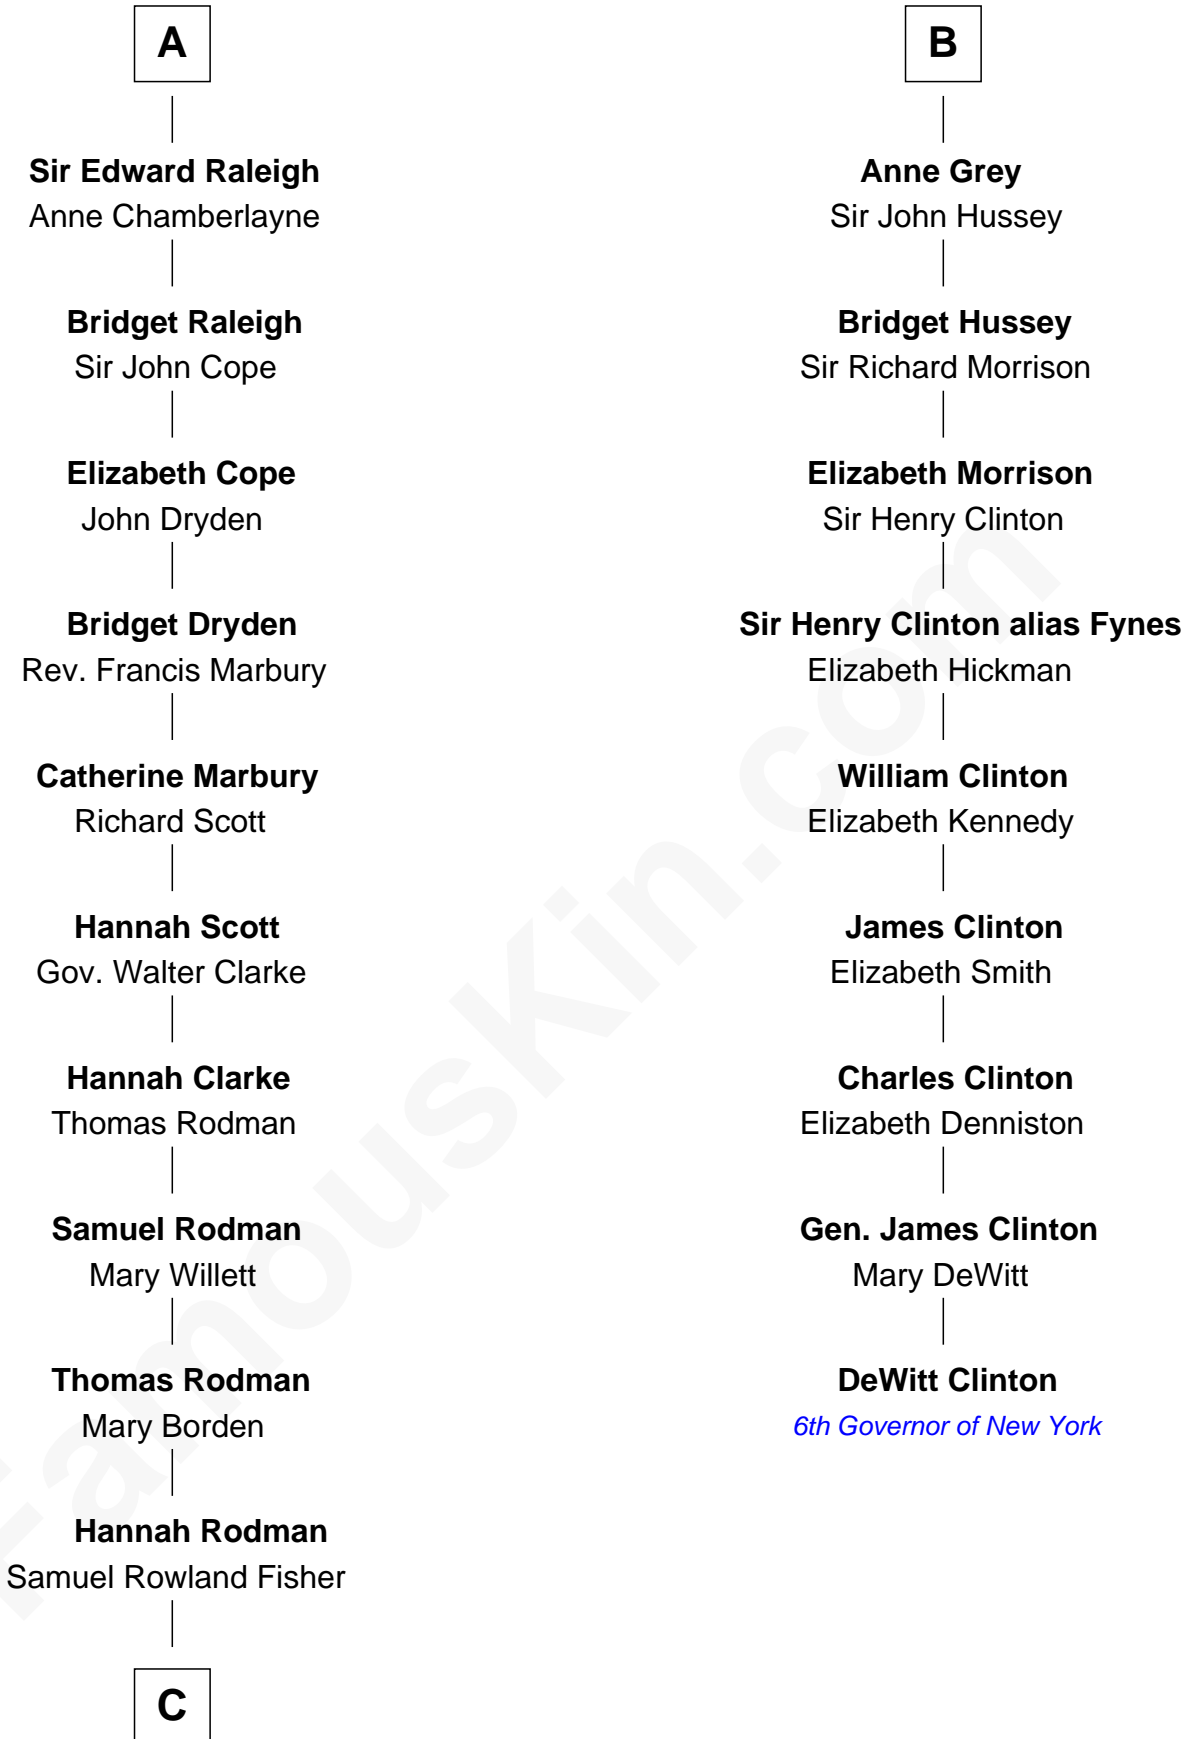 A
Sir Edward Raleigh
Anne Chamberlayne
Bridget Raleigh
Sir John Cope
Elizabeth Cope
John Dryden
Bridget Dryden
Rev. Francis Marbury
Catherine Marbury
Richard Scott
Hannah Scott
Gov. Walter Clarke
Hannah Clarke
Thomas Rodman
Samuel Rodman
Mary Willett
Thomas Rodman
Mary Borden
Hannah Rodman
Samuel Rowland Fisher
C
B
Anne Grey
Sir John Hussey
Bridget Hussey
Sir Richard Morrison
Elizabeth Morrison
Sir Henry Clinton
Sir Henry Clinton alias Fynes
Elizabeth Hickman
William Clinton
Elizabeth Kennedy
James Clinton
Elizabeth Smith
Charles Clinton
Elizabeth Denniston
Gen. James Clinton
Mary DeWitt
DeWitt Clinton
6th Governor of New York
FamousKin.com